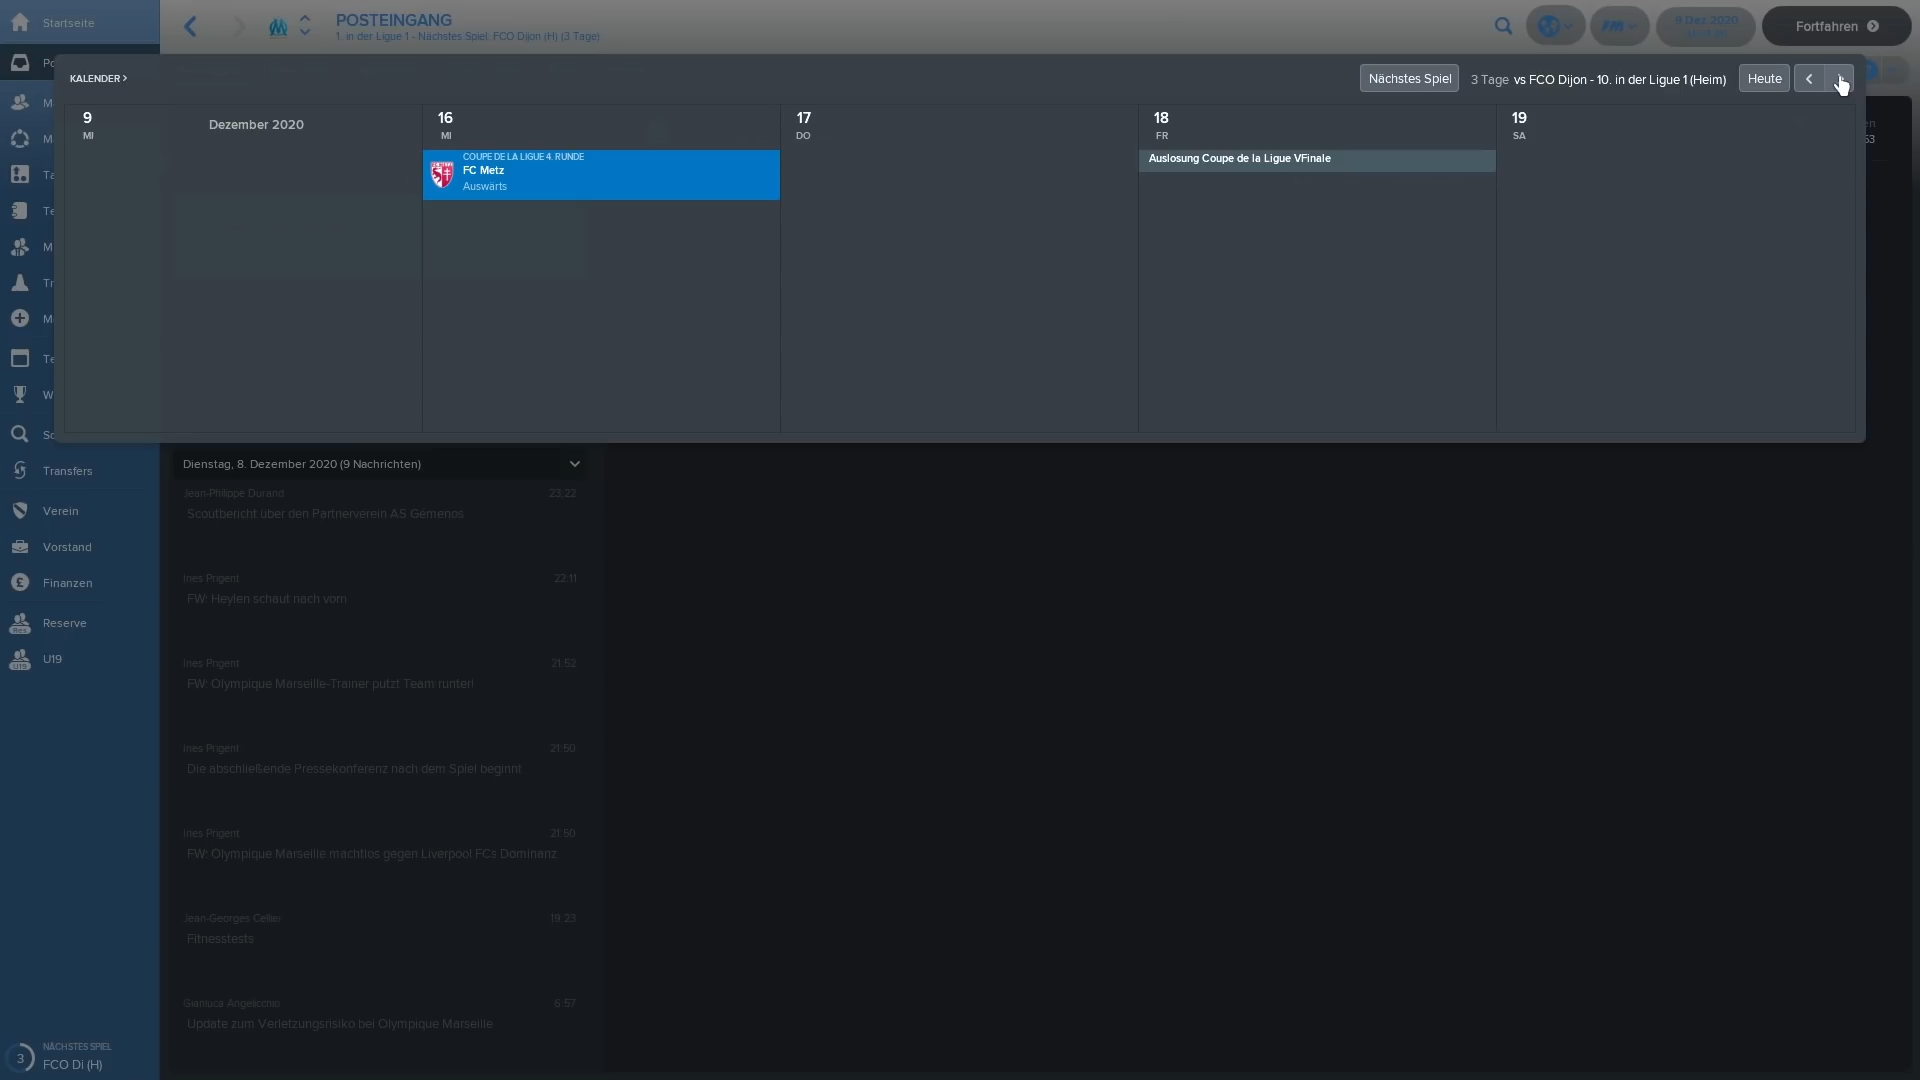 Startseite
POSTEINGANG
1. in der Ligue 1 - Nächstes Spiel: FCO Dijon (H) (3 Tage)
9 Dez 2020
Fortfahren
KALENDER
Nächstes Spiel
3 Tage vs FCO Dijon - 10. in der Ligue 1 (Heim)
Heute
9
MI
Dezember 2020
16
MI
17
DO
18
FR
19
SA
COUPE DE LA LIGUE 4. RUNDE
FC Metz
Auswärts
Auslosung Coupe de la Ligue VFinale
Transfers
Verein
Vorstand
Finanzen
Reserve
U19
NÄCHSTES SPIEL
3
FCO Di (H)
Dienstag, 8. Dezember 2020 (9 Nachrichten)
Jean-Philippe Durand
23:22
Scoutbericht über den Partnerverein AS Gémenos
Ines Prigent
22:11
FW: Heylen schaut nach vorn
Ines Prigent
21:52
FW: Olympique Marseille-Trainer putzt Team runter!
Ines Prigent
21:50
Die abschließende Pressekonferenz nach dem Spiel beginnt
Ines Prigent
21:50
FW: Olympique Marseille machtlos gegen Liverpool FCs Dominanz
Jean-Georges Cellier
19:23
Fitnesstests
Gianluca Angelicchio
6:57
Update zum Verletzungsrisiko bei Olympique Marseille